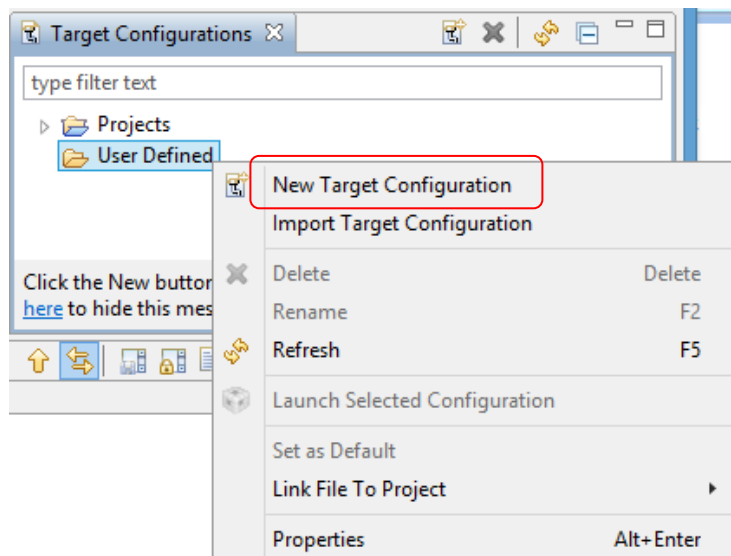 Target Configurations
type filter text
Projects
User Defined
New Target Configuration
Import Target Configuration
Click the New button
here to hide this mes
Delete Delete
Rename F2
Refresh F5
Launch Selected Configuration
Set as Default
Link File To Project
Properties Alt+Enter